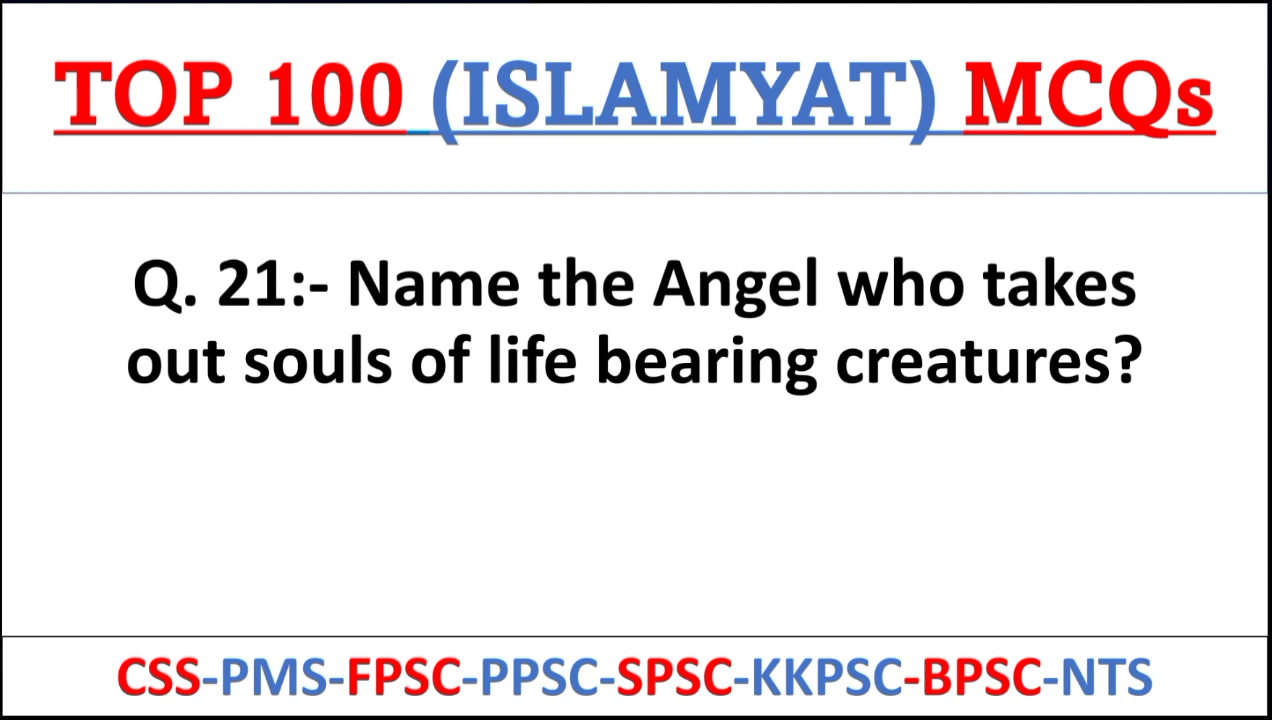 TOP 100 (ISLAMYAT) MCQs
Q. 21:- Name the Angel who takes
out souls of life bearing creatures?
CSS-PMS-FPSC-PPSC-SPSC-KKPSC-BPSC-NTS